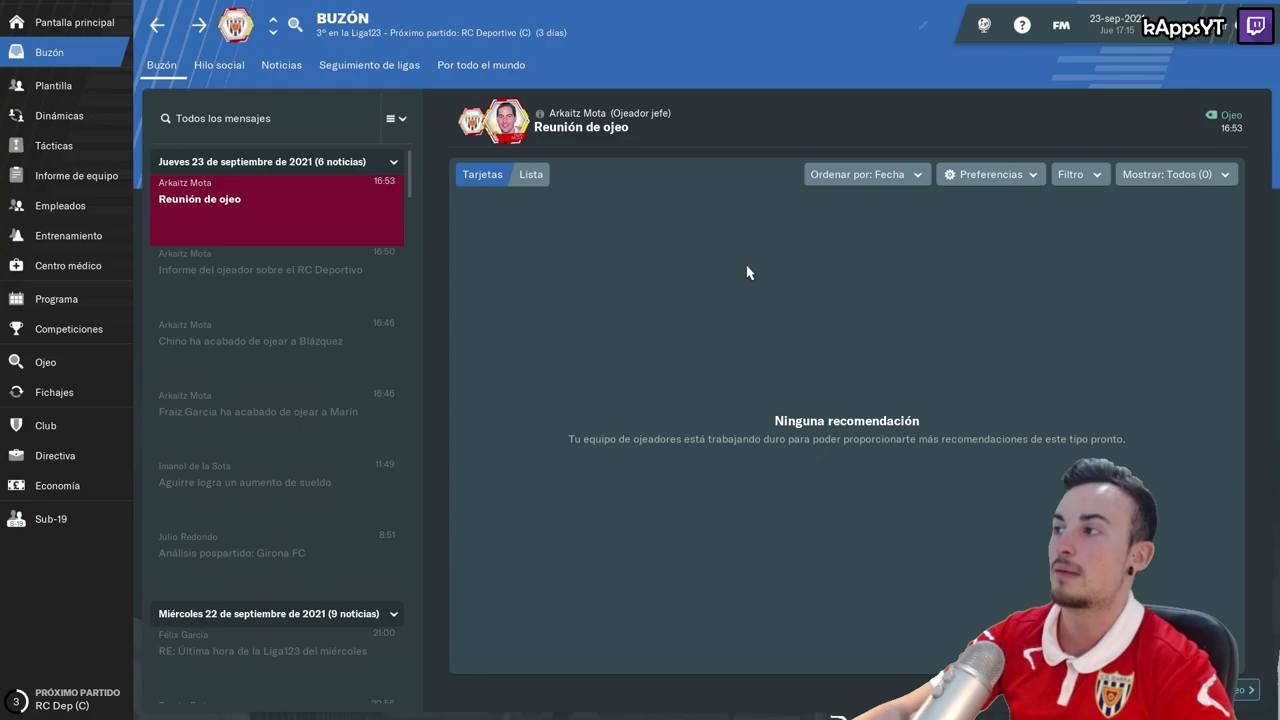 Pantalla principal
Buzón
Plantilla
Dinámicas
Tácticas
Informe de equipo
Empleados
Entrenamiento
Centro médico
Programa
Competiciones
Ojeo
Fichajes
Club
Directiva
Economía
S-19
Sub-19
3
PRÓXIMO PARTIDO
RC Dep (C)
BUZÓN
3º en la Liga123 - Próximo partido: RC Deportivo (C) (3 días)
?
FM
23-sep-202
Jue 17:15
kAppsYT
Buzón
Hilo social
Noticias
Seguimiento de ligas
Por todo el mundo
Todos los mensajes
Jueves 23 de septiembre de 2021 (6 noticias)
Arkaitz Mota 16:53
Reunión de ojeo
Arkaitz Mota 16:50
Informe del ojeador sobre el RC Deportivo
Arkaitz Mota 16:46
Chino ha acabado de ojear a Blázquez
Arkaitz Mota 16:46
Fraiz García ha acabado de ojear a Marín
Imanol de la Sota 11:49
Aguirre logra un aumento de sueldo
Julio Redondo 8:51
Análisis pospartido: Girona FC
Miércoles 22 de septiembre de 2021 (9 noticias)
Félix García 21:00
RE: Última hora de la Liga123 del miércoles
Arkaitz Mota (Ojeador jefe)
Reunión de ojeo
Ojeo
16:53
Tarjetas
Lista
Ordenar por: Fecha
Preferencias
Filtro
Mostrar: Todos (0)
Ninguna recomendación
Tu equipo de ojeadores está trabajando duro para poder proporcionarte más recomendaciones de este tipo pronto.